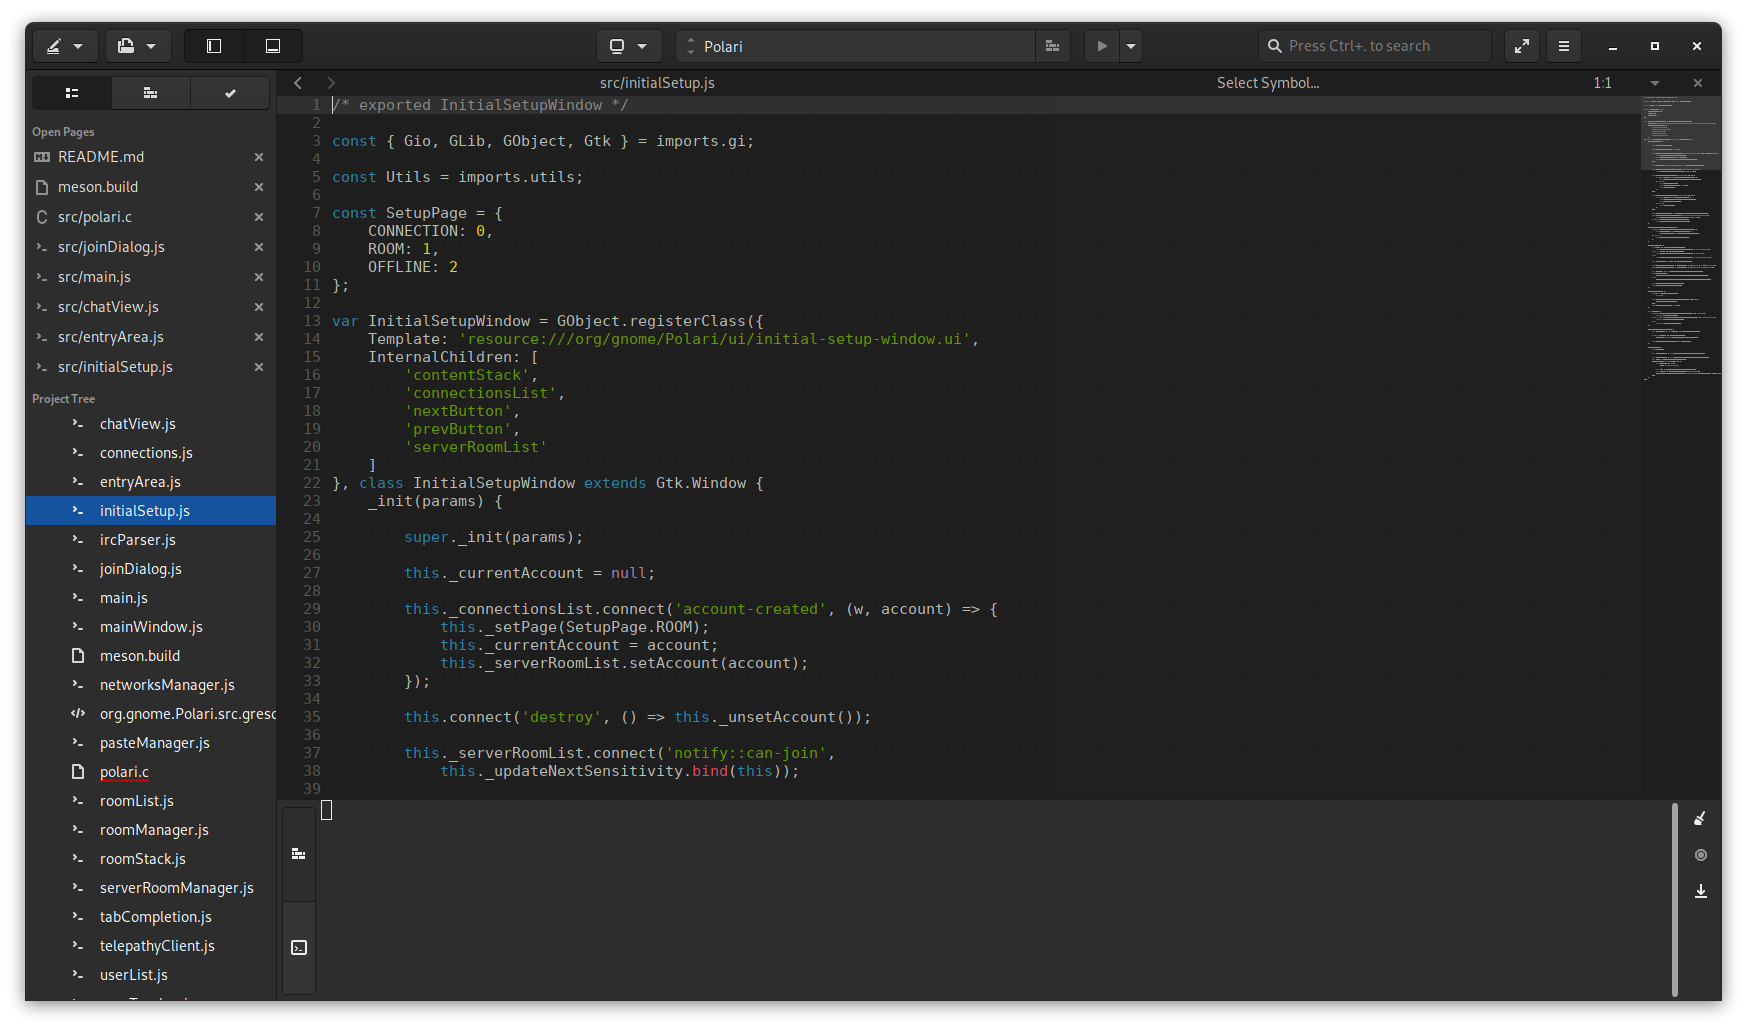 Polari
Press Ctrl+. to search
src/initialSetup.js
Select Symbol...
1:1
Open Pages
README.md
meson.build
src/polari.c
src/joinDialog.js
src/main.js
src/chatView.js
src/entryArea.js
src/initialSetup.js
Project Tree
chatView.js
connections.js
entryArea.js
initialSetup.js
ircParser.js
joinDialog.js
main.js
mainWindow.js
meson.build
networksManager.js
org.gnome.Polari.src.gresc
pasteManager.js
polari.c
roomList.js
roomManager.js
roomStack.js
serverRoomManager.js
tabCompletion.js
telepathyClient.js
userList.js
1 /* exported InitialSetupWindow */
2
3 const { Gio, GLib, GObject, Gtk } = imports.gi;
4
5 const Utils = imports.utils;
6
7 const SetupPage = {
8     CONNECTION: 0,
9     ROOM: 1,
10     OFFLINE: 2
11 };
12
13 var InitialSetupWindow = GObject.registerClass({
14     Template: 'resource:///org/gnome/Polari/ui/initial-setup-window.ui',
15     InternalChildren: [
16         'contentStack',
17         'connectionsList',
18         'nextButton',
19         'prevButton',
20         'serverRoomList'
21     ]
22 }, class InitialSetupWindow extends Gtk.Window {
23     _init(params) {
24
25         super._init(params);
26
27         this._currentAccount = null;
28
29         this._connectionsList.connect('account-created', (w, account) => {
30             this._setPage(SetupPage.ROOM);
31             this._currentAccount = account;
32             this._serverRoomList.setAccount(account);
33         });
34
35         this.connect('destroy', () => this._unsetAccount());
36
37         this._serverRoomList.connect('notify::can-join',
38             this._updateNextSensitivity.bind(this));
39